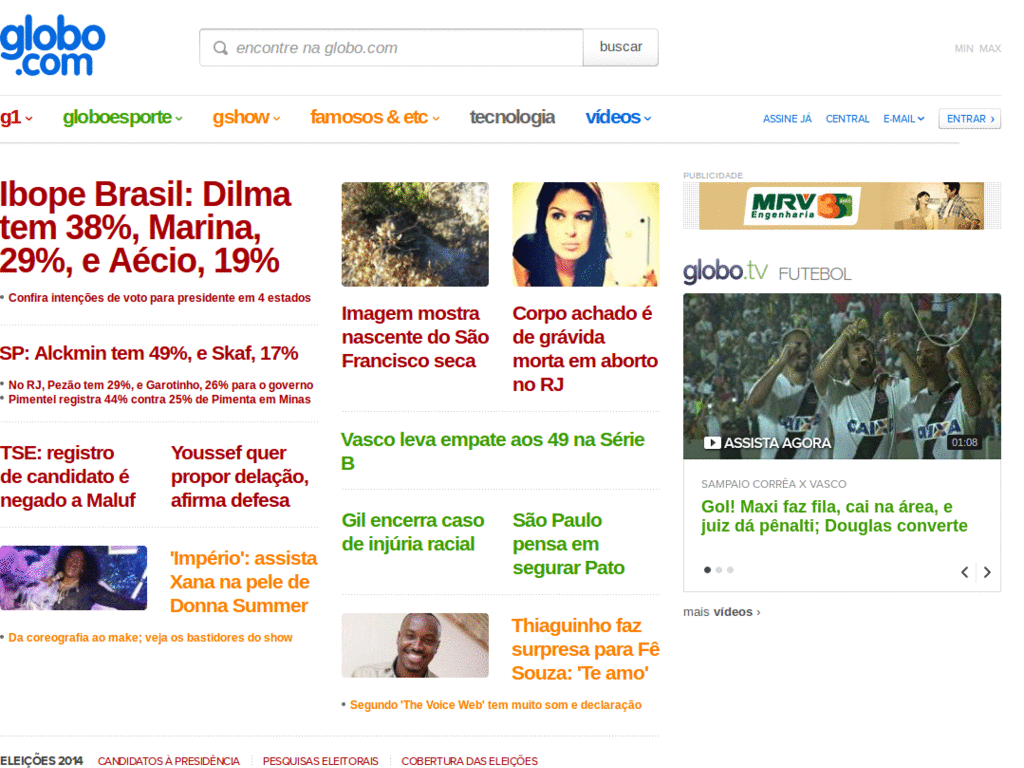 globo
.com
encontre na globo.com
buscar
MIN MAX
g1
globoesporte
gshow
famosos & etc
tecnologia
vídeos
ASSINE JÁ
CENTRAL
E-MAIL
ENTRAR ›
Ibope Brasil: Dilma
tem 38%, Marina,
29%, e Aécio, 19%
• Confira intenções de voto para presidente em 4 estados
SP: Alckmin tem 49%, e Skaf, 17%
• No RJ, Pezão tem 29%, e Garotinho, 26% para o governo
• Pimentel registra 44% contra 25% de Pimenta em Minas
TSE: registro
de candidato é
negado a Maluf
Youssef quer
propor delação,
afirma defesa
'Império': assista
Xana na pele de
Donna Summer
• Da coreografia ao make; veja os bastidores do show
Imagem mostra
nascente do São
Francisco seca
Corpo achado é
de grávida
morta em aborto
no RJ
Vasco leva empate aos 49 na Série
B
Gil encerra caso
de injúria racial
São Paulo
pensa em
segurar Pato
Thiaguinho faz
surpresa para Fê
Souza: 'Te amo'
• Segundo 'The Voice Web' tem muito som e declaração
PUBLICIDADE
MRV
Engenharia
globo.tv FUTEBOL
CAIXA
CAIXA
CAIXA
ASSISTA AGORA
01:08
SAMPAIO CORRÊA X VASCO
Gol! Maxi faz fila, cai na área, e
juiz dá pênalti; Douglas converte
mais vídeos ›
ELEIÇÕES 2014
CANDIDATOS À PRESIDÊNCIA
PESQUISAS ELEITORAIS
COBERTURA DAS ELEIÇÕES